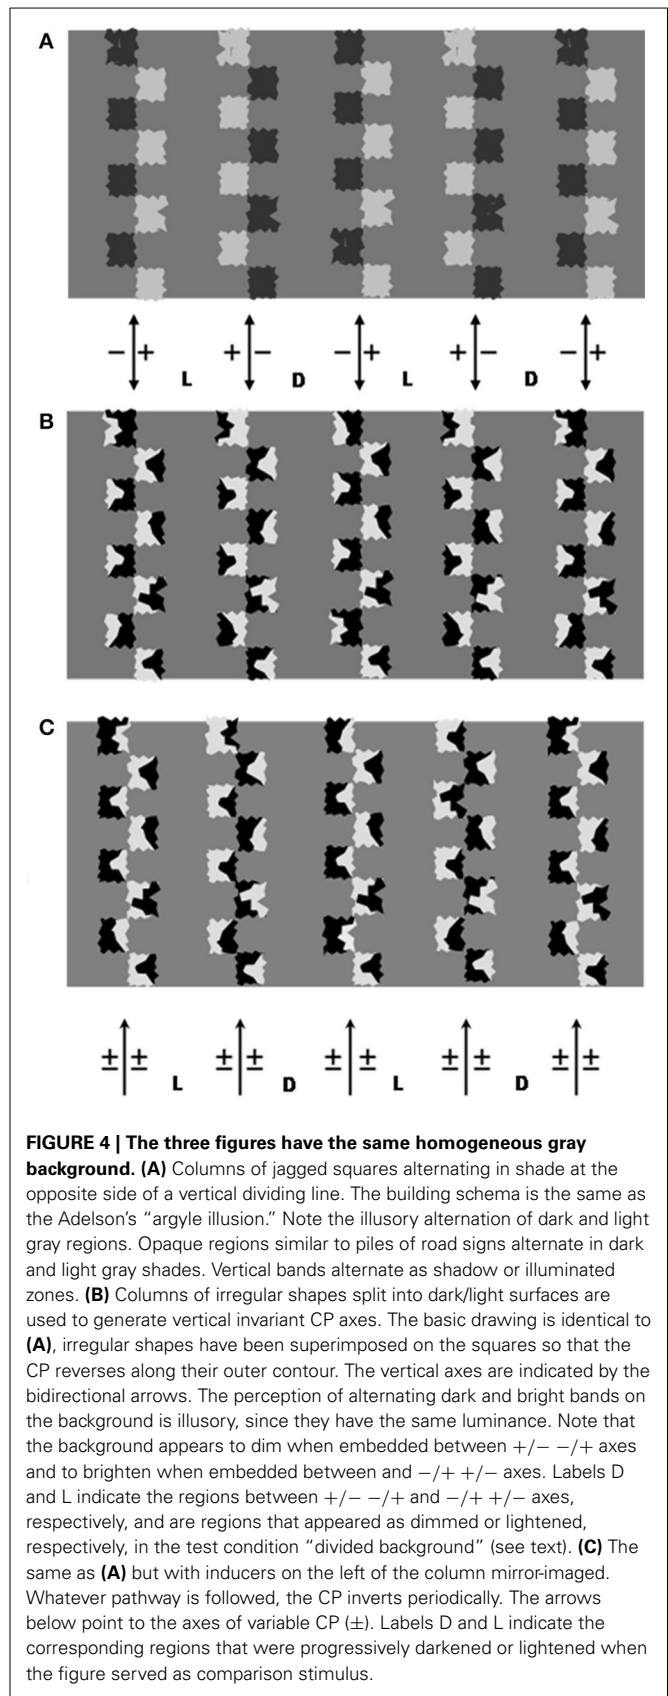 A
− + L + − D − + L + − D − +
B
C
± ± L ± ± D ± ± L ± ± D ± ±
FIGURE 4 | The three figures have the same homogeneous gray
background. (A) Columns of jagged squares alternating in shade at the
opposite side of a vertical dividing line. The building schema is the same as
the Adelson's “argyle illusion.” Note the illusory alternation of dark and light
gray regions. Opaque regions similar to piles of road signs alternate in dark
and light gray shades. Vertical bands alternate as shadow or illuminated
zones. (B) Columns of irregular shapes split into dark/light surfaces are
used to generate vertical invariant CP axes. The basic drawing is identical to
(A), irregular shapes have been superimposed on the squares so that the
CP reverses along their outer contour. The vertical axes are indicated by the
bidirectional arrows. The perception of alternating dark and bright bands on
the background is illusory, since they have the same luminance. Note that
the background appears to dim when embedded between +/− −/+ axes
and to brighten when embedded between and −/+ +/− axes. Labels D
and L indicate the regions between +/− −/+ and −/+ +/− axes,
respectively, and are regions that appeared as dimmed or lightened,
respectively, in the test condition “divided background” (see text). (C) The
same as (A) but with inducers on the left of the column mirror-imaged.
Whatever pathway is followed, the CP inverts periodically. The arrows
below point to the axes of variable CP (±). Labels D and L indicate the
corresponding regions that were progressively darkened or lightened when
the figure served as comparison stimulus.